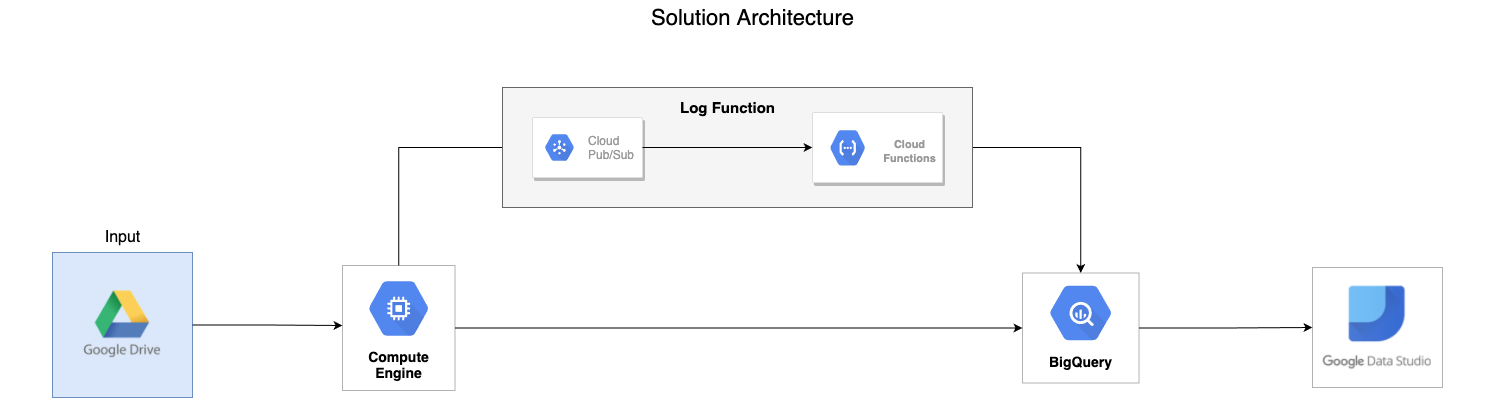 Solution Architecture
Log Function
Cloud
Pub/Sub
Cloud
Functions
Input
Google Drive
Compute
Engine
BigQuery
Google Data Studio